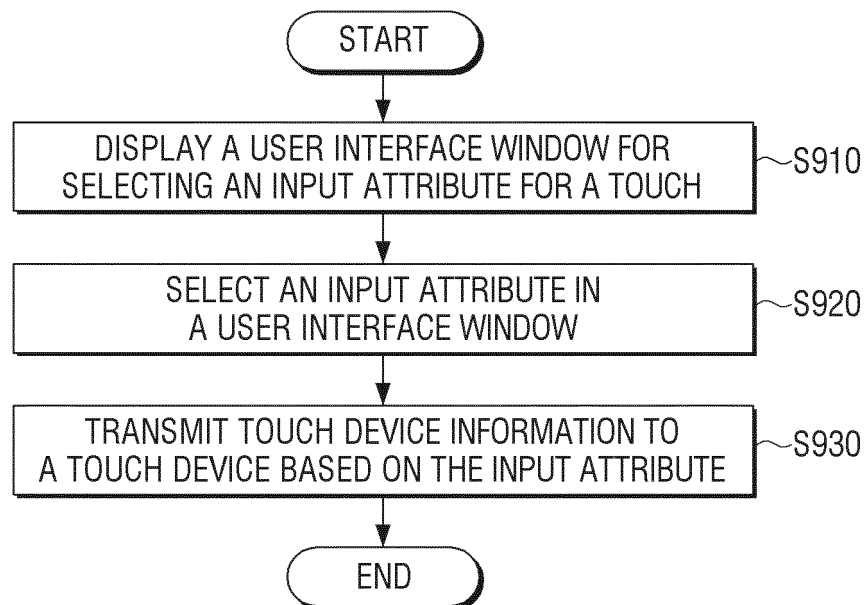 START
DISPLAY A USER INTERFACE WINDOW FOR
SELECTING AN INPUT ATTRIBUTE FOR A TOUCH
S910
SELECT AN INPUT ATTRIBUTE IN
A USER INTERFACE WINDOW
S920
TRANSMIT TOUCH DEVICE INFORMATION TO
A TOUCH DEVICE BASED ON THE INPUT ATTRIBUTE
S930
END